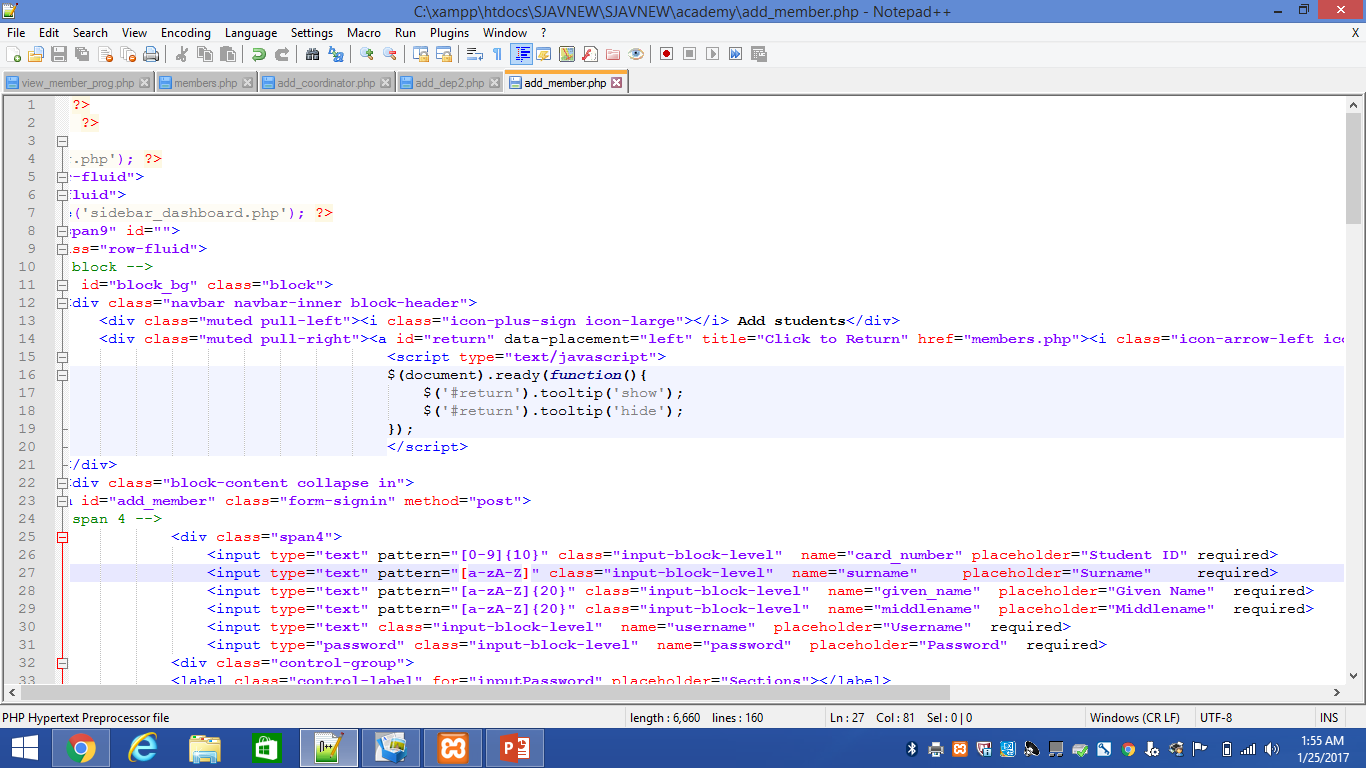 C:\xampp\htdocs\SJAVNEW\SJAVNEW\academy\add_member.php - Notepad++
File Edit Search View Encoding Language Settings Macro Run Plugins Window ? X
view_member_prog.php members.php add_coordinator.php add_dep2.php add_member.php
1 ?>
2 ?>
3
4 .php'); ?>
5 -fluid">
6 fluid">
7 ('sidebar_dashboard.php'); ?>
8 pan9" id="">
9 ss="row-fluid">
10 block -->
11 id="block_bg" class="block">
12 div class="navbar navbar-inner block-header">
13 <div class="muted pull-left"><i class="icon-plus-sign icon-large"></i> Add students</div>
14 <div class="muted pull-right"><a id="return" data-placement="left" title="Click to Return" href="members.php"><i class="icon-arrow-left ico
15 <script type="text/javascript">
16 $(document).ready(function(){
17 $('#return').tooltip('show');
18 $('#return').tooltip('hide');
19 });
20 </script>
21 /div>
22 div class="block-content collapse in">
23 id="add_member" class="form-signin" method="post">
24 span 4 -->
25 <div class="span4">
26 <input type="text" pattern="[0-9]{10}" class="input-block-level" name="card_number" placeholder="Student ID" required>
27 <input type="text" pattern="[a-zA-Z]" class="input-block-level" name="surname" placeholder="Surname" required>
28 <input type="text" pattern="[a-zA-Z]{20}" class="input-block-level" name="given_name" placeholder="Given Name" required>
29 <input type="text" pattern="[a-zA-Z]{20}" class="input-block-level" name="middlename" placeholder="Middlename" required>
30 <input type="text" class="input-block-level" name="username" placeholder="Username" required>
31 <input type="password" class="input-block-level" name="password" placeholder="Password" required>
32 <div class="control-group">
33 <label class="control-label" for="inputPassword" placeholder="Sections"></label>
PHP Hypertext Preprocessor file length : 6,660 lines : 160 Ln : 27 Col : 81 Sel : 0 | 0 Windows (CR LF) UTF-8 INS
1:55 AM
1/25/2017